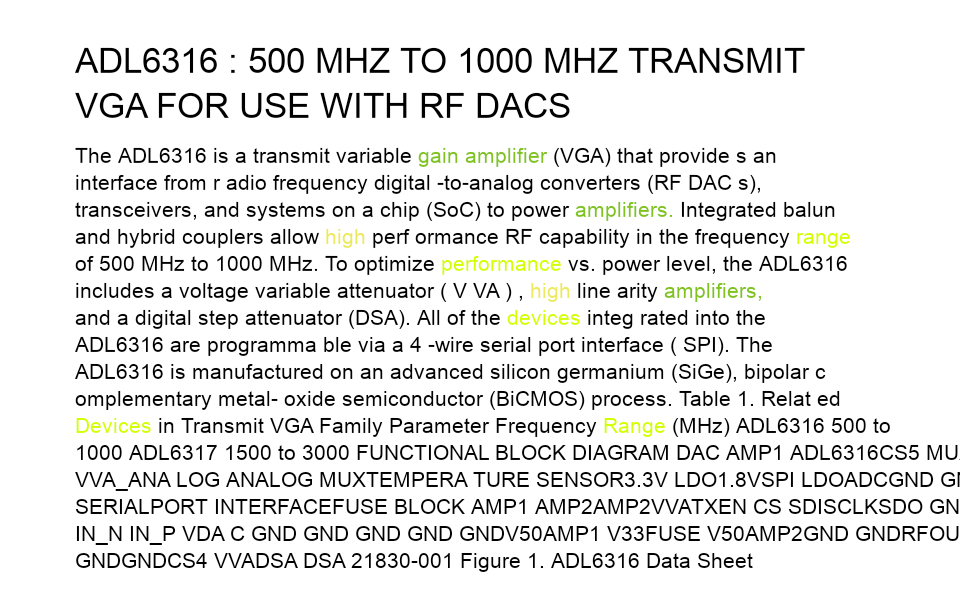 ADL6316 : 500 MHZ TO 1000 MHZ TRANSMIT
VGA FOR USE WITH RF DACS
The ADL6316 is a transmit variable gain amplifier (VGA) that provide s an
interface from r adio frequency digital -to-analog converters (RF DAC s),
transceivers, and systems on a chip (SoC) to power amplifiers. Integrated balun
and hybrid couplers allow high perf ormance RF capability in the frequency range
of 500 MHz to 1000 MHz. To optimize performance vs. power level, the ADL6316
includes a voltage variable attenuator ( V VA ) , high line arity amplifiers,
and a digital step attenuator (DSA). All of the devices integ rated into the
ADL6316 are programma ble via a 4 -wire serial port interface ( SPI). The
ADL6316 is manufactured on an advanced silicon germanium (SiGe), bipolar c
omplementary metal- oxide semiconductor (BiCMOS) process. Table 1. Relat ed
Devices in Transmit VGA Family Parameter Frequency Range (MHz) ADL6316 500 to
1000 ADL6317 1500 to 3000 FUNCTIONAL BLOCK DIAGRAM DAC AMP1 ADL6316CS5 MU
VVA_ANA LOG ANALOG MUXTEMPERA TURE SENSOR3.3V LDO1.8VSPI LDOADCGND
SERIALPORT INTERFACEFUSE BLOCK AMP1 AMP2AMP2VVATXEN CS SDISCLKSDO GN
IN_N IN_P VDA C GND GND GND GND GNDV50AMP1 V33FUSE V50AMP2GND GNDRFOU
GNDGNDCS4 VVADSA DSA 21830-001 Figure 1. ADL6316 Data Sheet